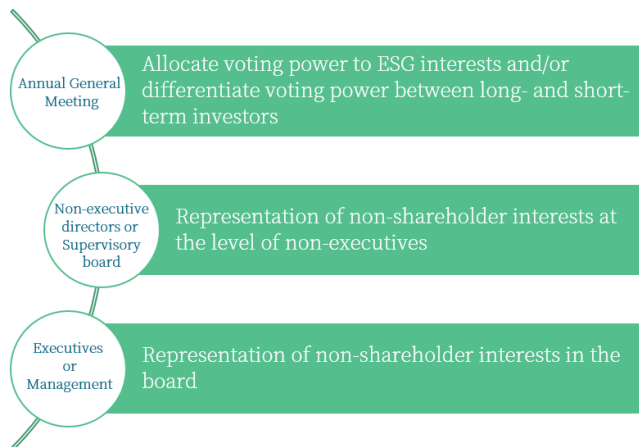 Annual General
Meeting
Allocate voting power to ESG interests and/or
differentiate voting power between long- and short-
term investors
Non-executive
directors or
Supervisory
board
Representation of non-shareholder interests at
the level of non-executives
Executives
or
Management
Representation of non-shareholder interests in the
board